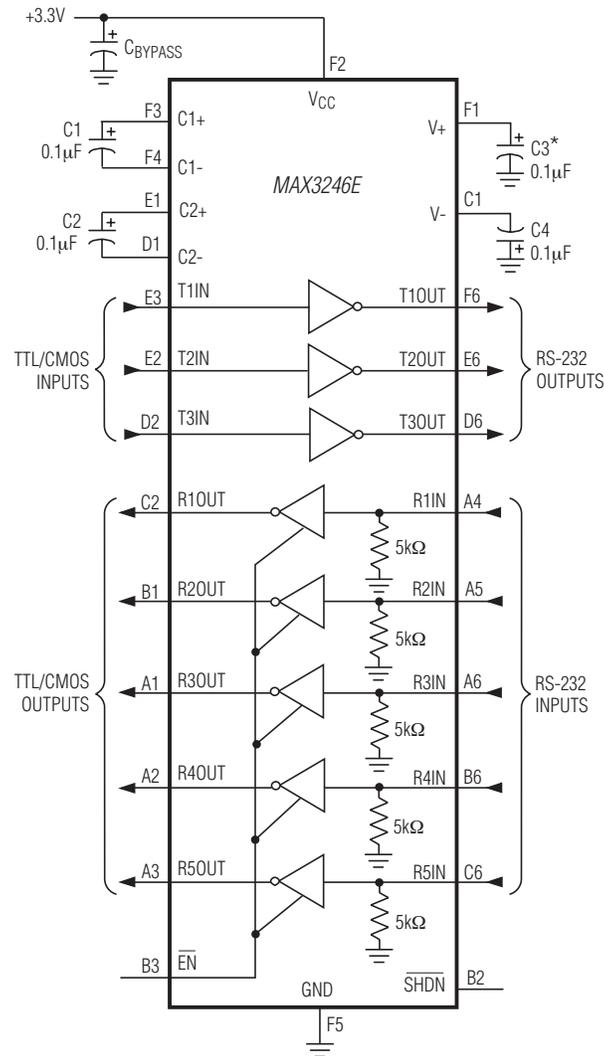 +3.3V
C_BYPASS
F2
V_CC
F3 C1+
C1 0.1μF
F4 C1-
E1 C2+
C2 0.1μF
D1 C2-
MAX3246E
V+ F1
C3* 0.1μF
V- C1
C4 0.1μF
TTL/CMOS
INPUTS
E3 T1IN T1OUT F6
E2 T2IN T2OUT E6
D2 T3IN T3OUT D6
RS-232
OUTPUTS
TTL/CMOS
OUTPUTS
C2 R1OUT R1IN A4
5kΩ
B1 R2OUT R2IN A5
5kΩ
A1 R3OUT R3IN A6
5kΩ
A2 R4OUT R4IN B6
5kΩ
A3 R5OUT R5IN C6
5kΩ
RS-232
INPUTS
B3 E̅N̅
S̅H̅D̅N̅ B2
GND
F5